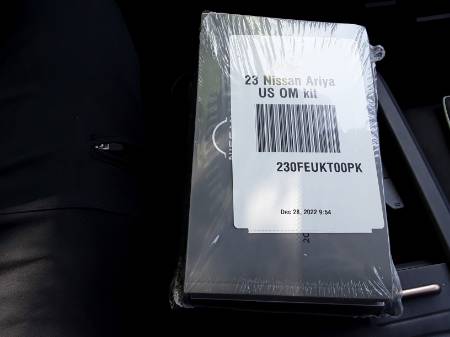 23 Nissan Ariya
US OM kit
230FEUKT00PK
Dec 28, 2022 9:54